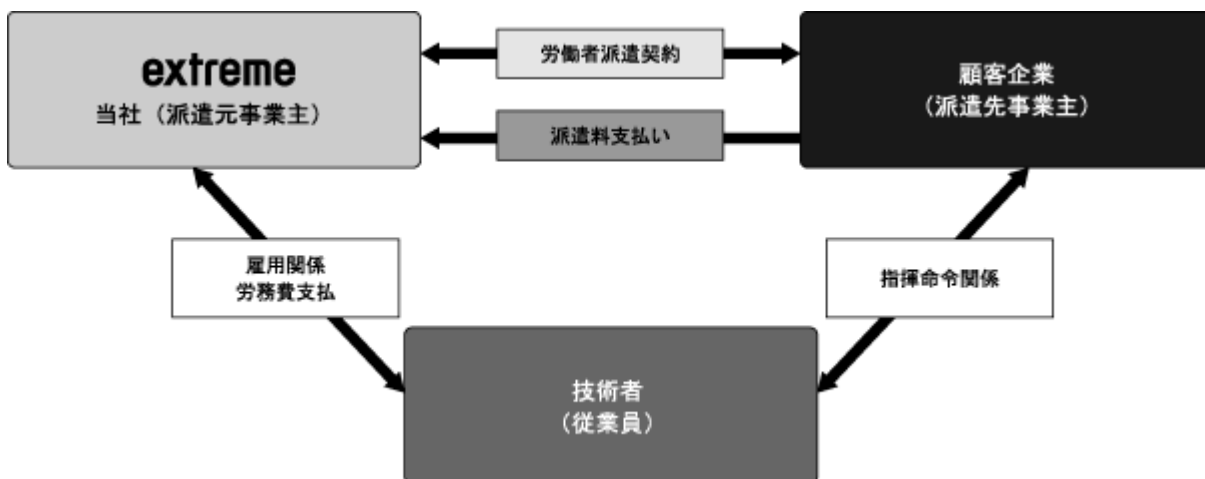 extreme
当社（派遣元事業主）
労働者派遣契約
派遣料支払い
顧客企業
（派遣先事業主）
雇用関係
労務費支払
指揮命令関係
技術者
（従業員）